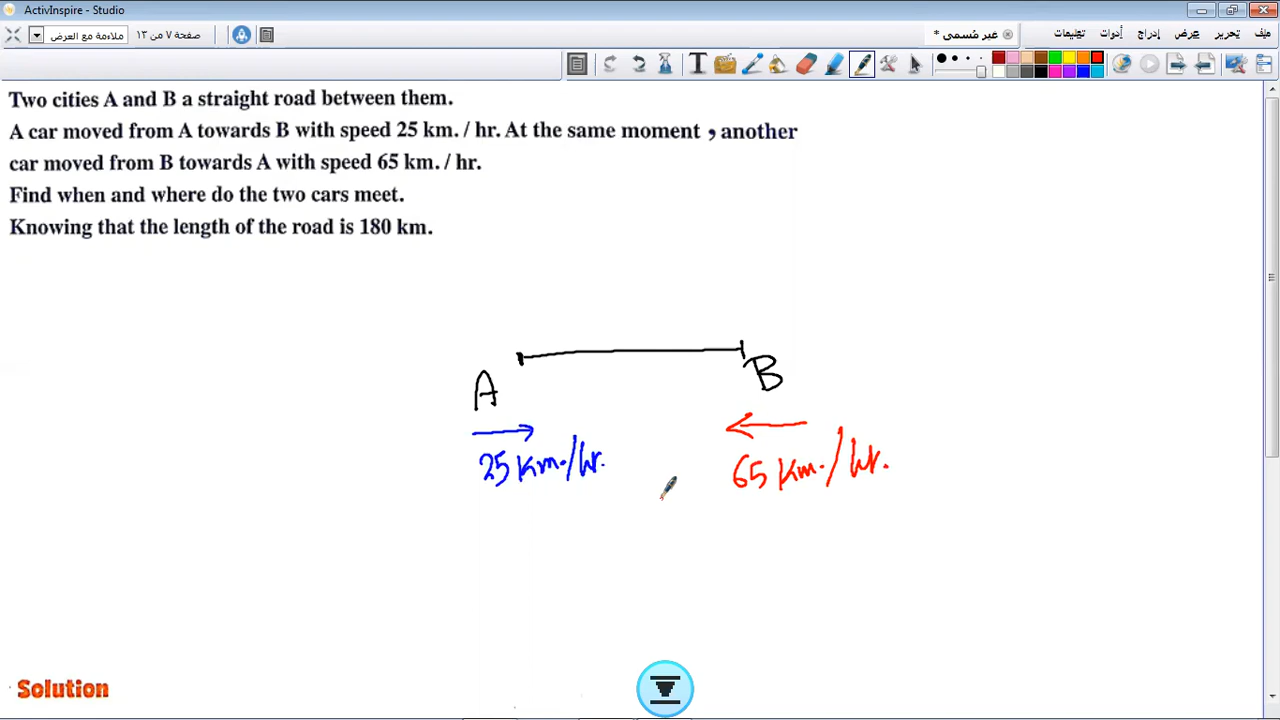 ActivInspire - Studio
صفحة ٧ من ١٣
ملاءمة مع العرض
غير مُسمى *
ملف تحرير عرض إدراج أدوات تعليمات
Two cities A and B a straight road between them.
A car moved from A towards B with speed 25 km. / hr. At the same moment , another
car moved from B towards A with speed 65 km. / hr.
Find when and where do the two cars meet.
Knowing that the length of the road is 180 km.
A B
25 Km./hr. 65 Km./hr.
Solution